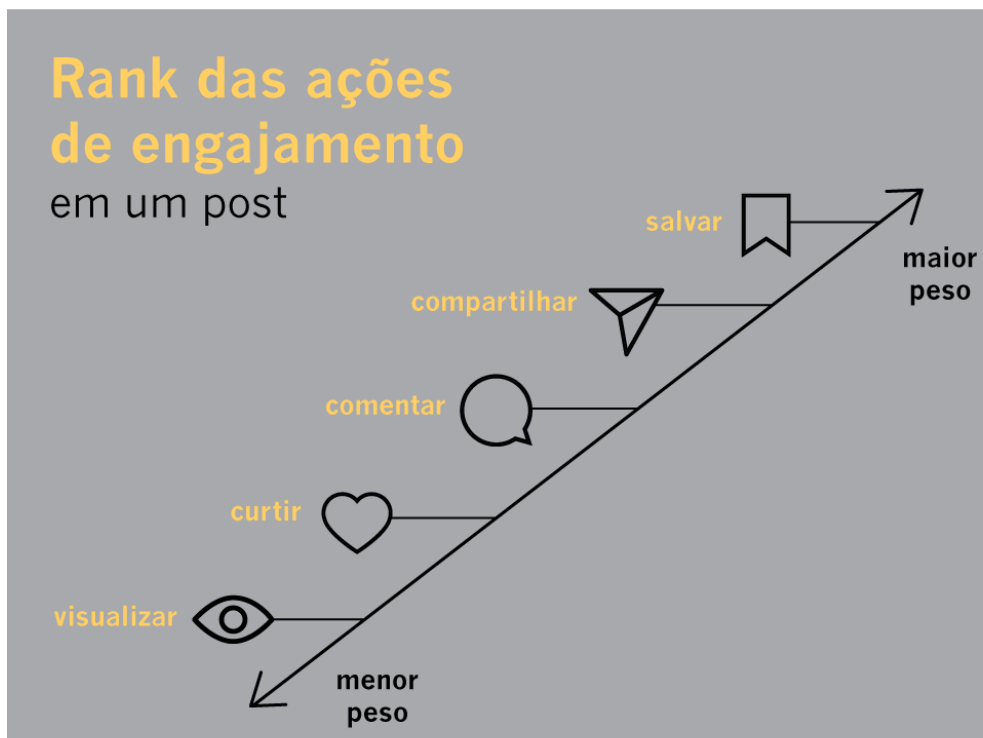 Rank das ações
de engajamento
em um post
salvar
maior
peso
compartilhar
comentar
curtir
visualizar
menor
peso